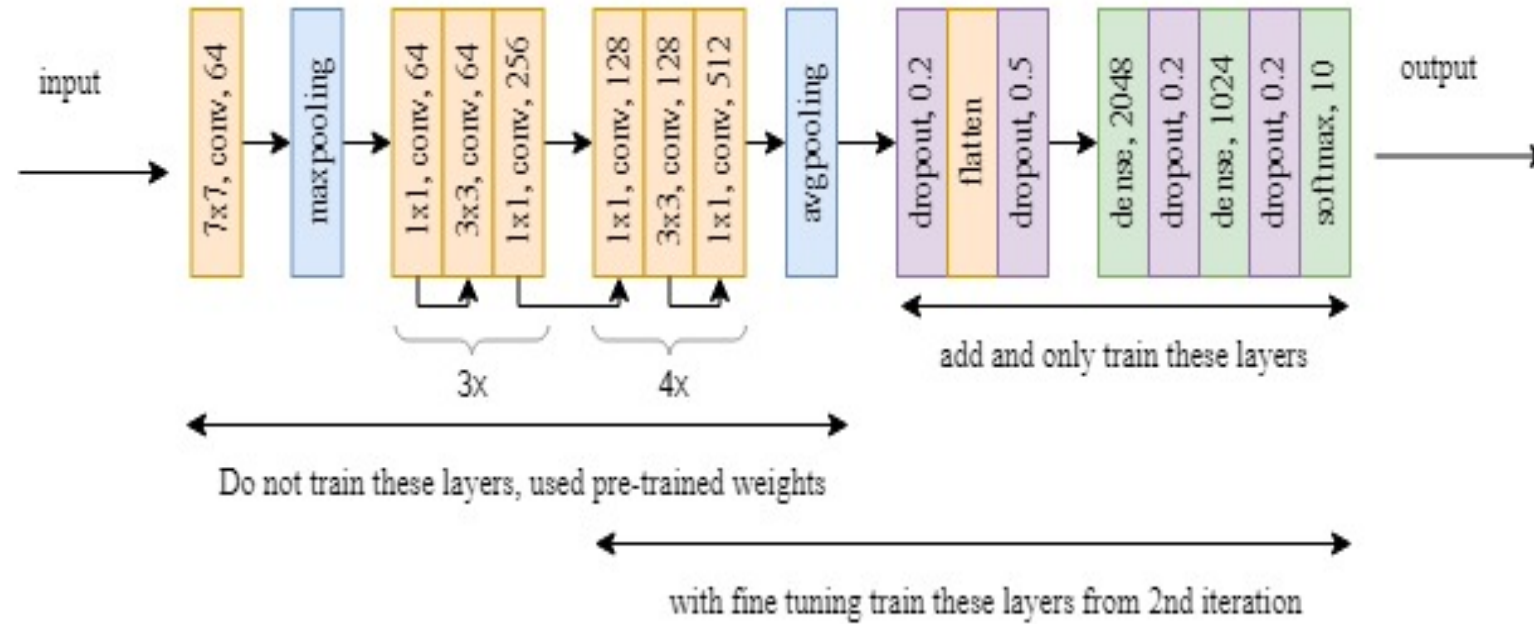 input
7x7, conv, 64
maxpooling
1x1, conv, 64
3x3, conv, 64
1x1, conv, 256
1x1, conv, 128
3x3, conv, 128
1x1, conv, 512
avgpooling
dropout, 0.2
flatten
dropout, 0.5
dense, 2048
dropout, 0.2
dense, 1024
dropout, 0.2
softmax, 10
output
3x
4x
add and only train these layers
Do not train these layers, used pre-trained weights
with fine tuning train these layers from 2nd iteration